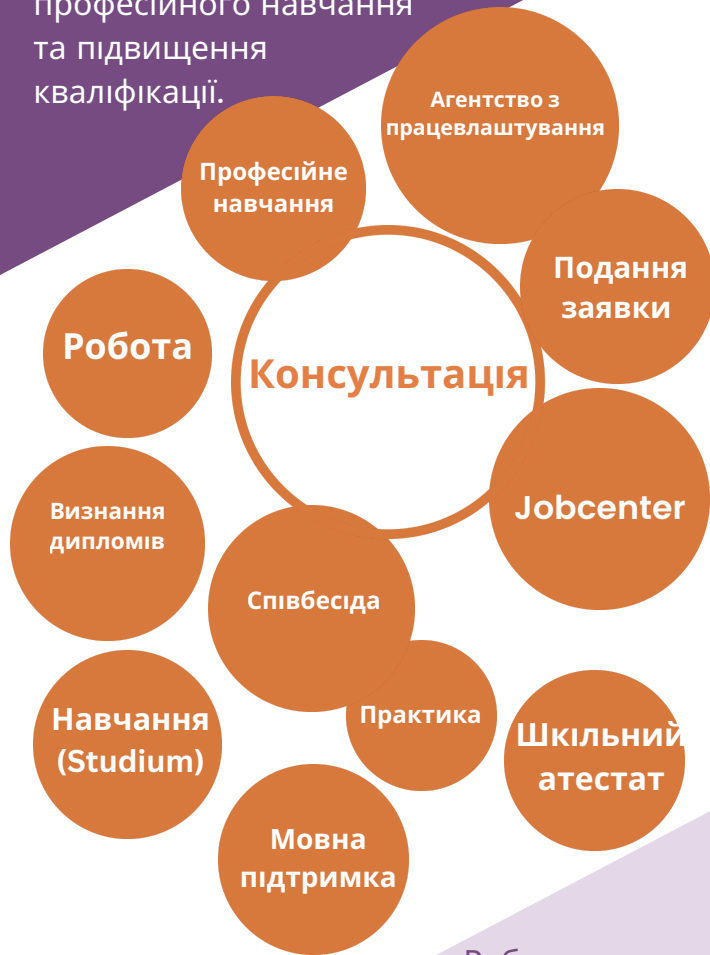 професійного навчання
та підвищення
кваліфікації.
Агентство з
працевлаштування
Професійне
навчання
Подання
заявки
Робота
Консультація
Jobcenter
Визнання
дипломів
Співбесіда
Навчання
(Studium)
Практика
Шкільний
атестат
Мовна
підтримка